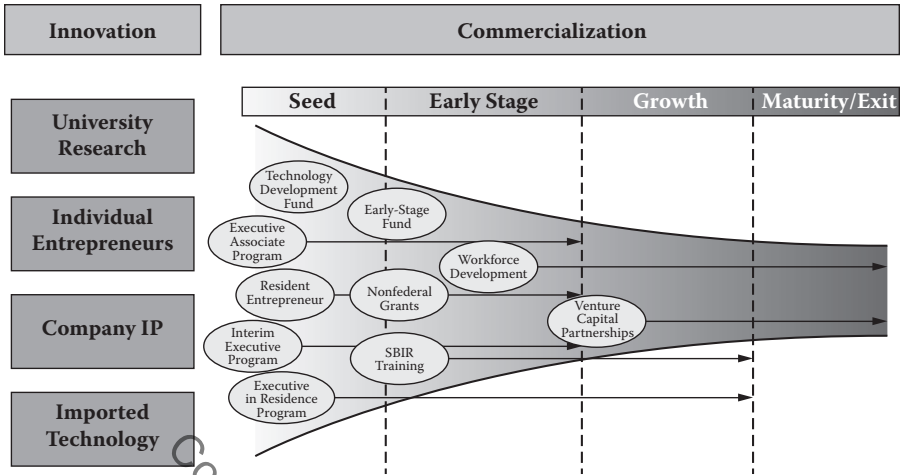 Innovation
Commercialization
Seed
Early Stage
Growth
Maturity/Exit
University
Research
Individual
Entrepreneurs
Company IP
Imported
Technology
Technology
Development
Fund
Early-Stage
Fund
Executive
Associate
Program
Workforce
Development
Resident
Entrepreneur
Nonfederal
Grants
Venture
Capital
Partnerships
Interim
Executive
Program
SBIR
Training
Executive
in Residence
Program